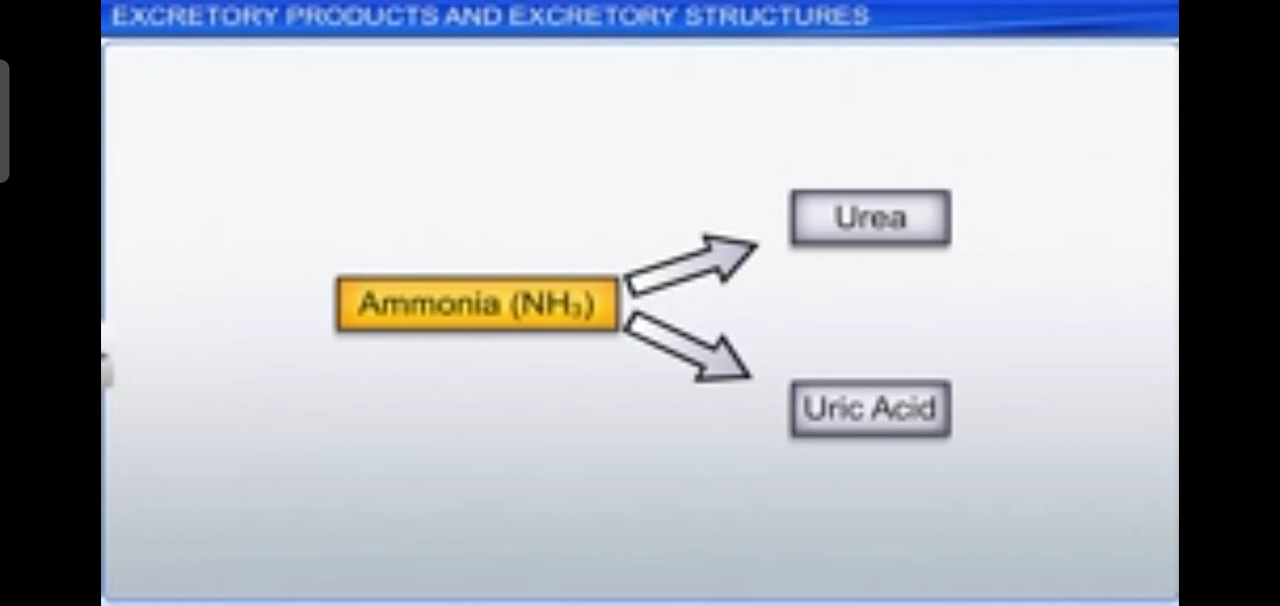 EXCRETORY PRODUCTS AND EXCRETORY STRUCTURES
Urea
Ammonia (NH₃)
Uric Acid